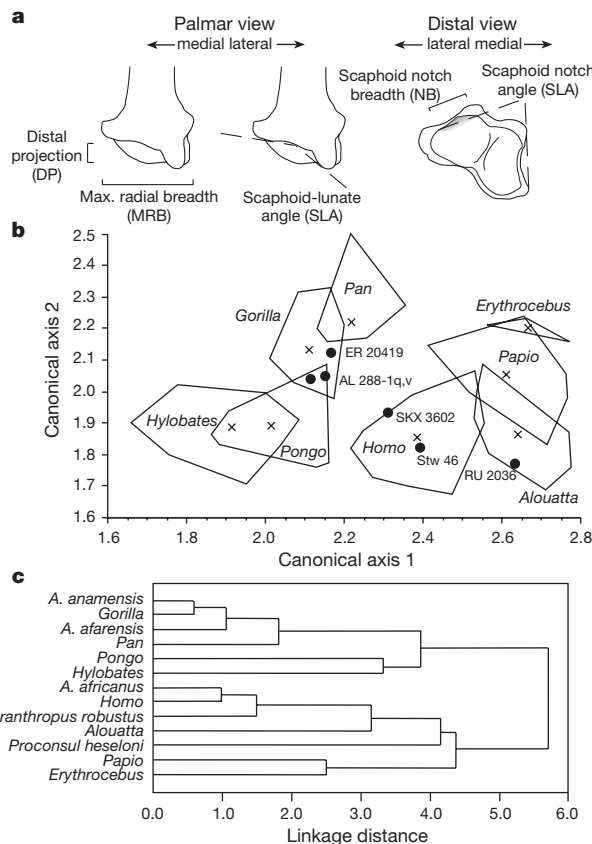 a
Palmar view
medial lateral
Distal view
lateral medial
Scaphoid notch
breadth (NB)
Scaphoid notch
angle (SLA)
Distal
projection
(DP)
Max. radial breadth
(MRB)
Scaphoid-lunate
angle (SLA)
b
Canonical axis 2
2.5
2.4
2.3
2.2
2.1
2.0
1.9
1.8
1.7
1.6
Pan
Gorilla
Erythrocebus
ER 20419
Papio
AL 288-1q,v
Hylobates
Pongo
SKX 3602
Homo
Stw 46
RU 2036
Alouatta
1.6
1.8
2.0
2.2
2.4
2.6
2.8
Canonical axis 1
c
A. anamensis
Gorilla
A. afarensis
Pan
Pongo
Hylobates
A. africanus
Homo
ranthropus robustus
Alouatta
Proconsul heseloni
Papio
Erythrocebus
0.0
1.0
2.0
3.0
4.0
5.0
6.0
Linkage distance